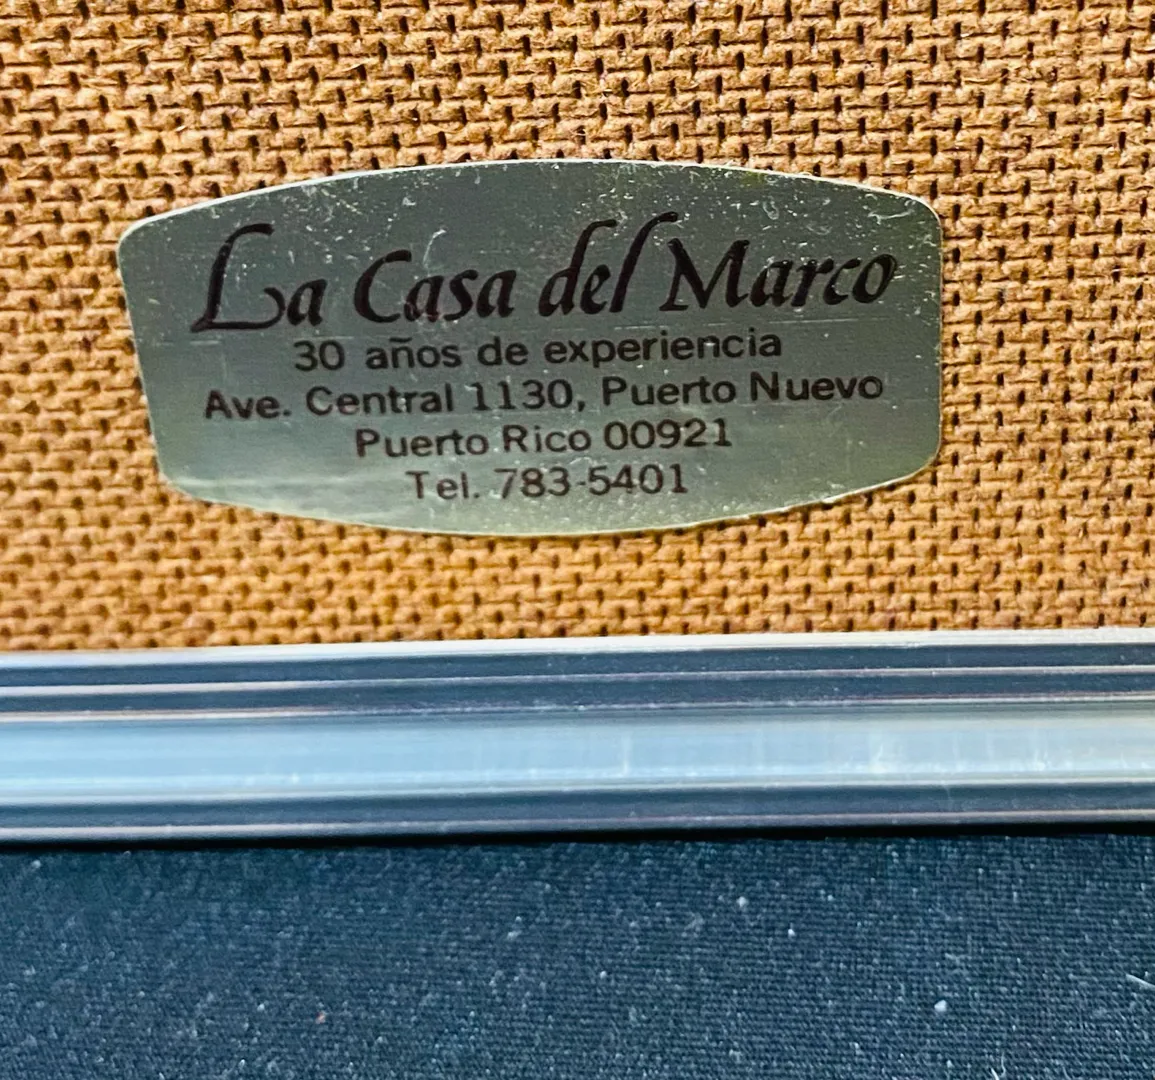 La Casa del Marco
30 años de experiencia
Ave. Central 1130, Puerto Nuevo
Puerto Rico 00921
Tel. 783-5401